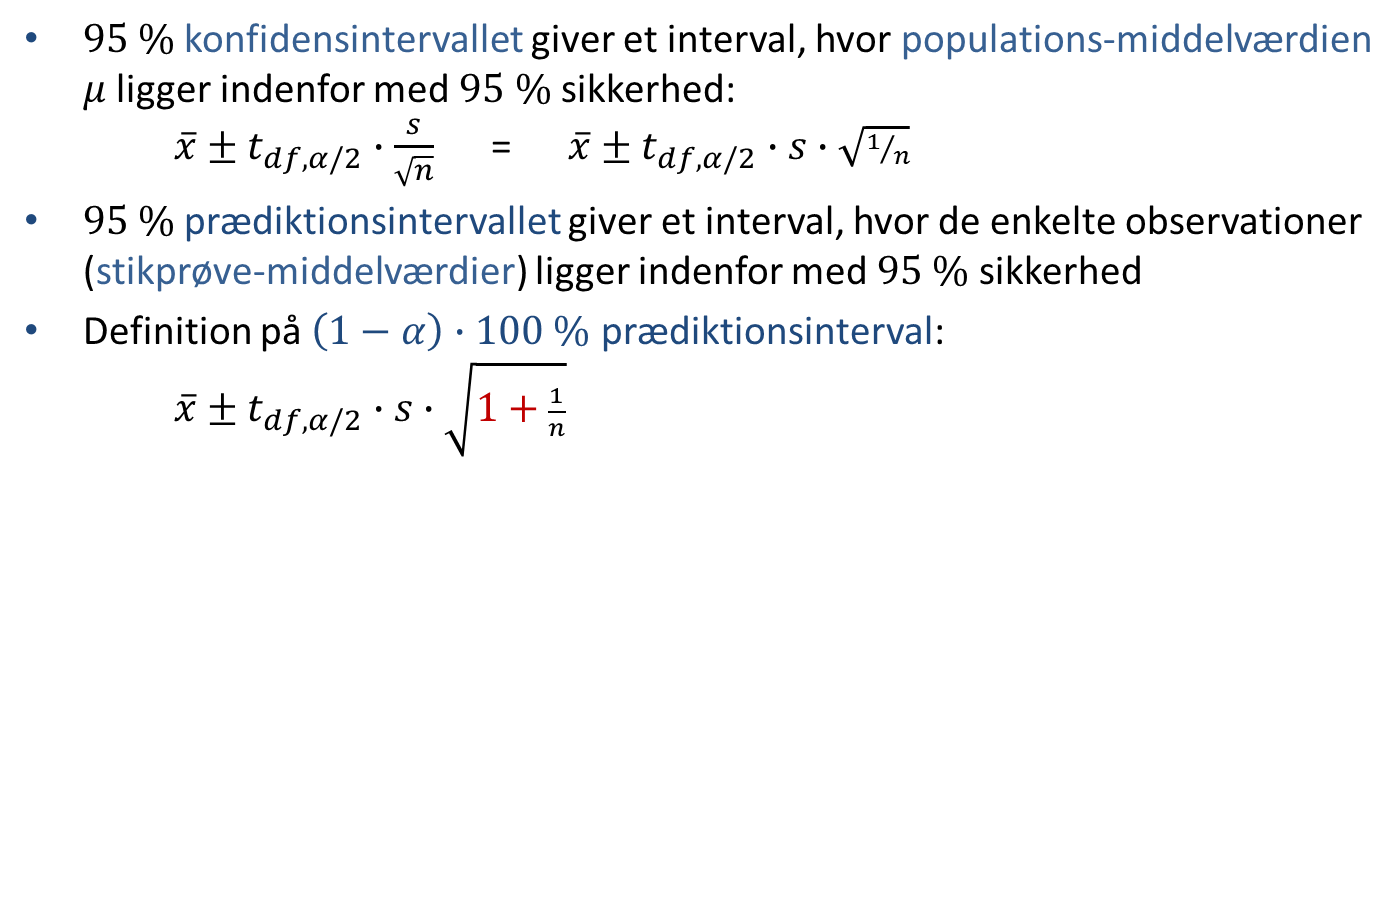 • 95 % konfidensintervallet giver et interval, hvor populations-middelværdien
μ ligger indenfor med 95 % sikkerhed:
x̄ ± t_{df,α/2} · s/√n = x̄ ± t_{df,α/2} · s · √(1/n)
• 95 % prædiktionsintervallet giver et interval, hvor de enkelte observationer
(stikprøve-middelværdier) ligger indenfor med 95 % sikkerhed
• Definition på (1 − α) · 100 % prædiktionsinterval:
x̄ ± t_{df,α/2} · s · √(1 + 1/n)